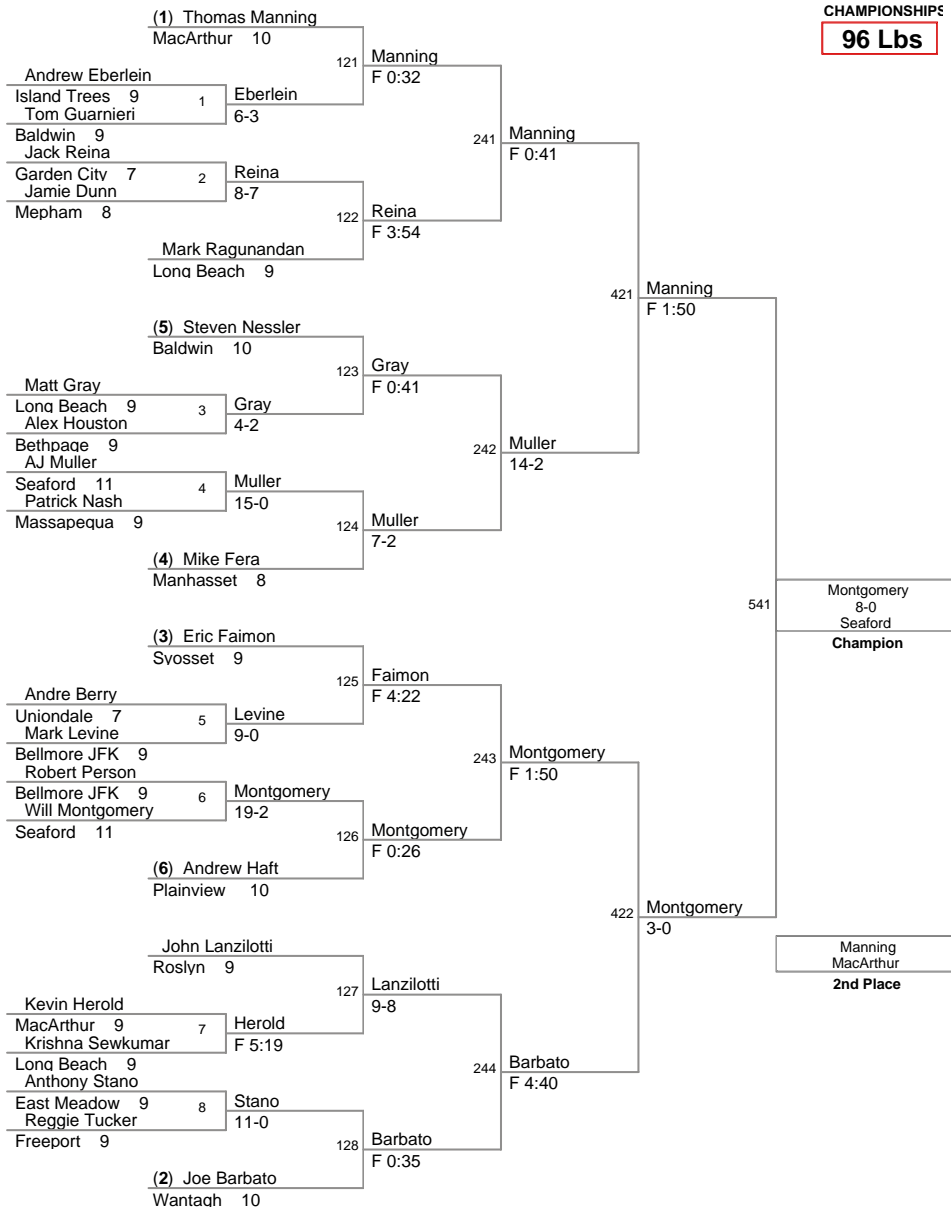 CHAMPIONSHIPS
96 Lbs
(1) Thomas Manning
MacArthur 10
121
Manning
F 0:32
Andrew Eberlein
Island Trees 9
1
Eberlein
6-3
Tom Guarnieri
Baldwin 9
241
Manning
F 0:41
Jack Reina
Garden City 7
2
Reina
8-7
Jamie Dunn
Mepham 8
122
Reina
F 3:54
Mark Ragunandan
Long Beach 9
421
Manning
F 1:50
(5) Steven Nessler
Baldwin 10
123
Gray
F 0:41
Matt Gray
Long Beach 9
3
Gray
4-2
Alex Houston
Bethpage 9
242
Muller
14-2
AJ Muller
Seaford 11
4
Muller
15-0
Patrick Nash
Massapequa 9
124
Muller
7-2
(4) Mike Fera
Manhasset 8
541
Montgomery
8-0
Seaford
Champion
(3) Eric Faimon
Syosset 9
125
Faimon
F 4:22
Andre Berry
Uniondale 7
5
Levine
9-0
Mark Levine
Bellmore JFK 9
243
Montgomery
F 1:50
Robert Person
Bellmore JFK 9
6
Montgomery
19-2
Will Montgomery
Seaford 11
126
Montgomery
F 0:26
(6) Andrew Haft
Plainview 10
422
Montgomery
3-0
Manning
MacArthur
2nd Place
John Lanzilotti
Roslyn 9
127
Lanzilotti
9-8
Kevin Herold
MacArthur 9
7
Herold
F 5:19
Krishna Sewkumar
Long Beach 9
244
Barbato
F 4:40
Anthony Stano
East Meadow 9
8
Stano
11-0
Reggie Tucker
Freeport 9
128
Barbato
F 0:35
(2) Joe Barbato
Wantagh 10